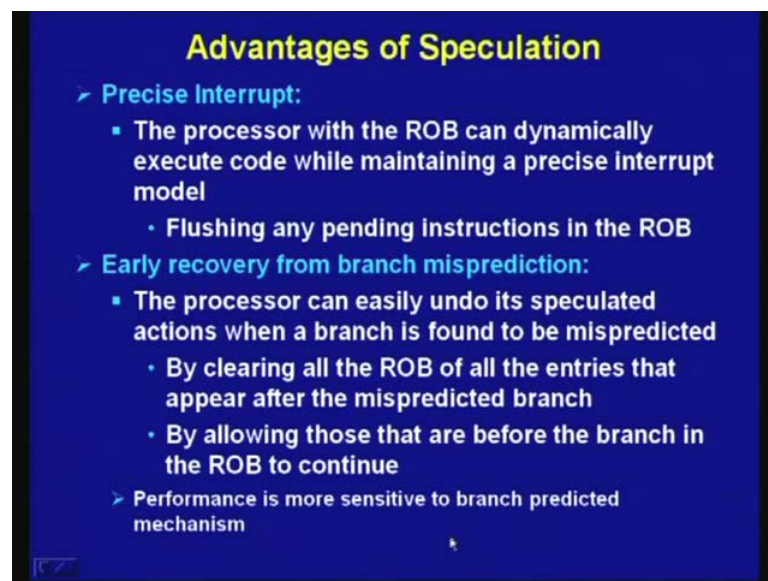 Advantages of Speculation
➢ Precise Interrupt:
▪ The processor with the ROB can dynamically
execute code while maintaining a precise interrupt
model
• Flushing any pending instructions in the ROB
➢ Early recovery from branch misprediction:
▪ The processor can easily undo its speculated
actions when a branch is found to be mispredicted
• By clearing all the ROB of all the entries that
appear after the mispredicted branch
• By allowing those that are before the branch in
the ROB to continue
➢ Performance is more sensitive to branch predicted
mechanism